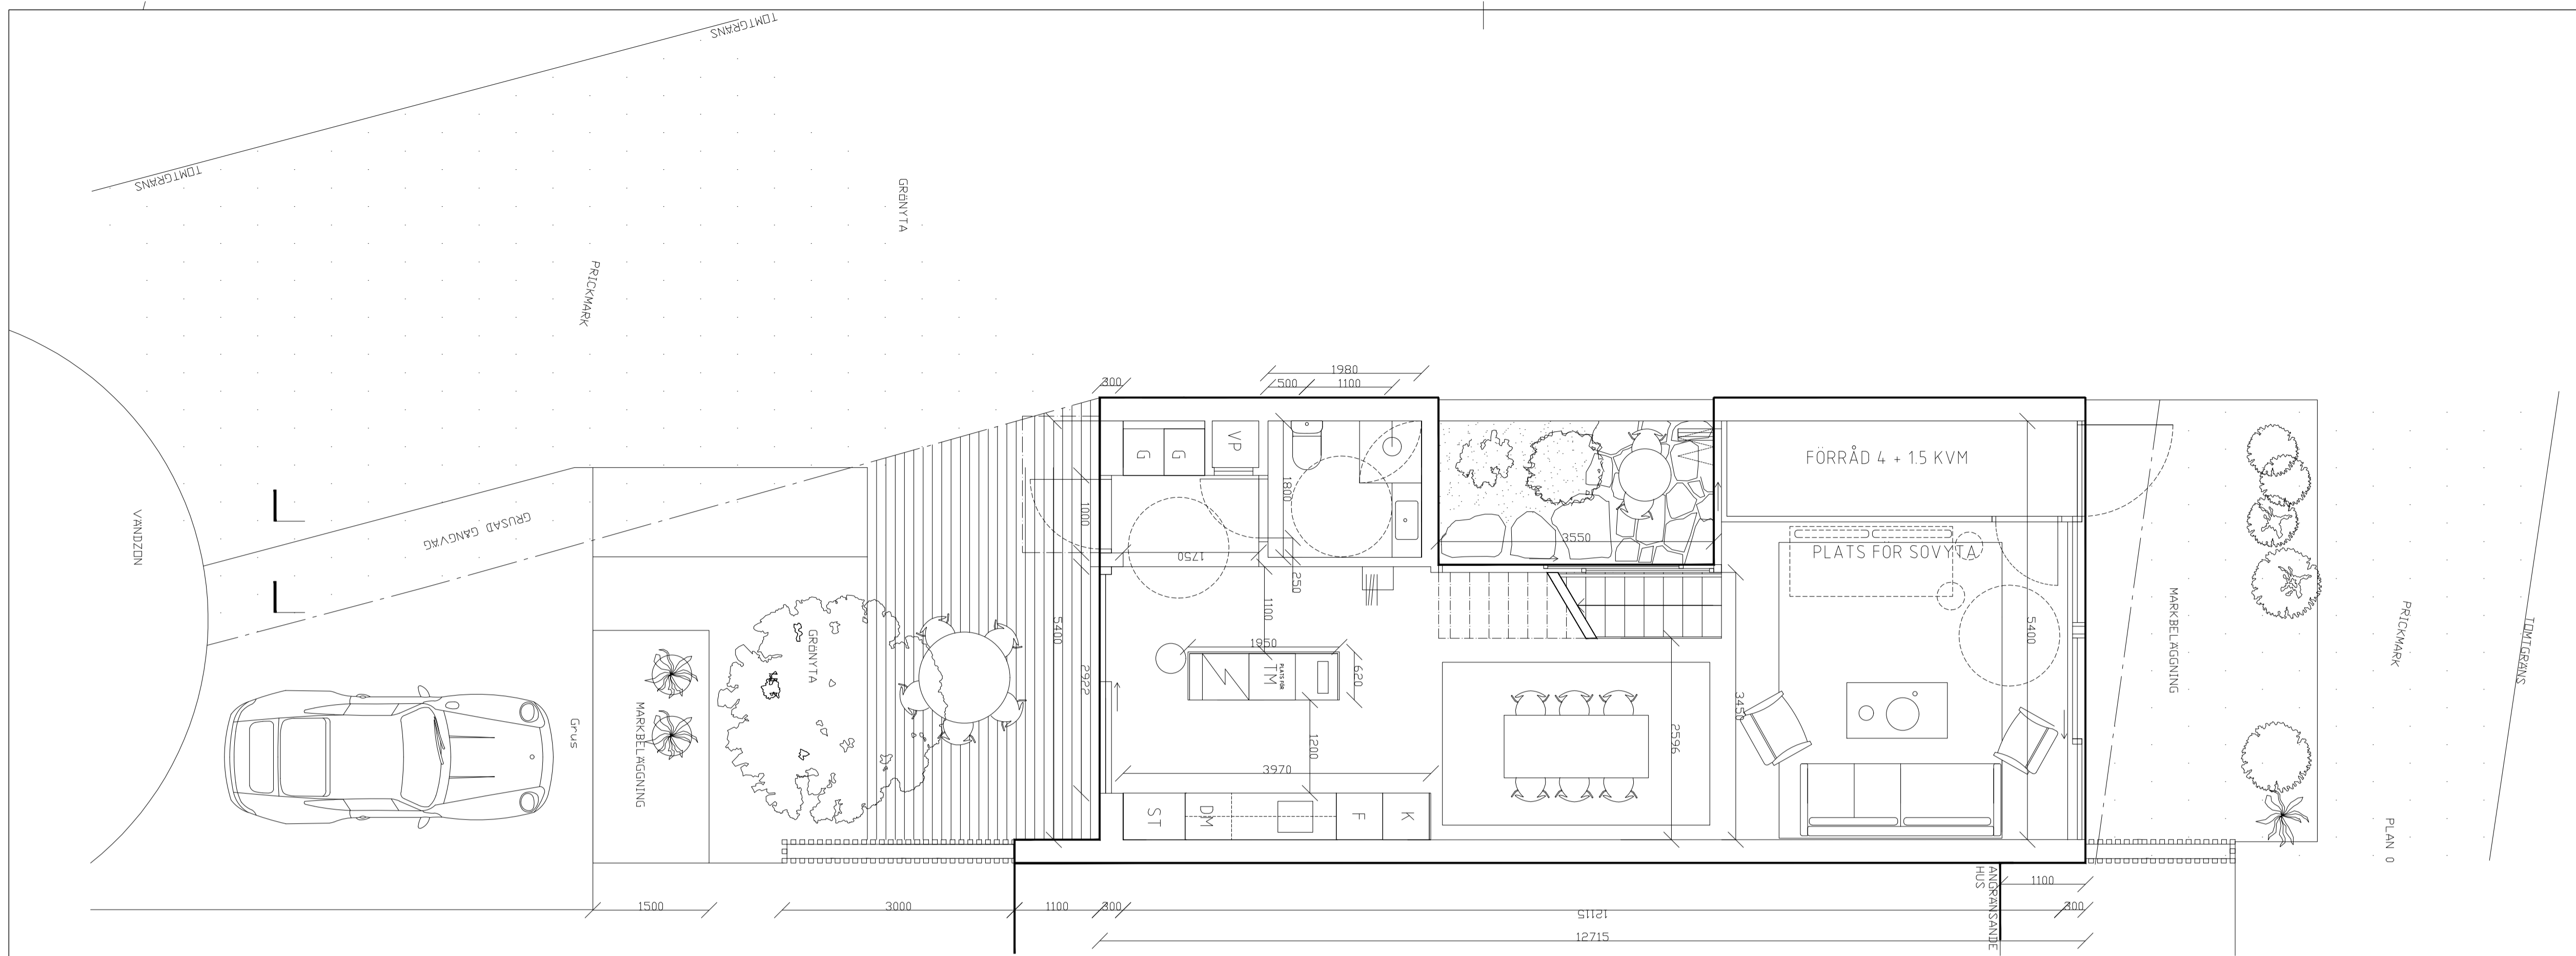 TOMTGRÄNS
TOMTGRÄNS
GRÖNYTA
PRICKMARK
VÄNDZON
GRUSAD GÅNGVÄG
Grus
MARKBELÄGGNING
GRÖNYTA
300
1980
500
1100
G
G
VP
1800
1000
1750
250
1100
5400
2922
1950
620
PLATS FÖR
TM
1200
3970
ST
DM
F
K
3550
2596
3450
FÖRRÅD 4 + 1.5 KVM
PLATS FÖR SOVYTA
5400
MARKBELÄGGNING
PRICKMARK
TOMTGRÄNS
PLAN 0
ANGRÄNSANDE
HUS
1100
1500
3000
1100
300
12115
300
12715